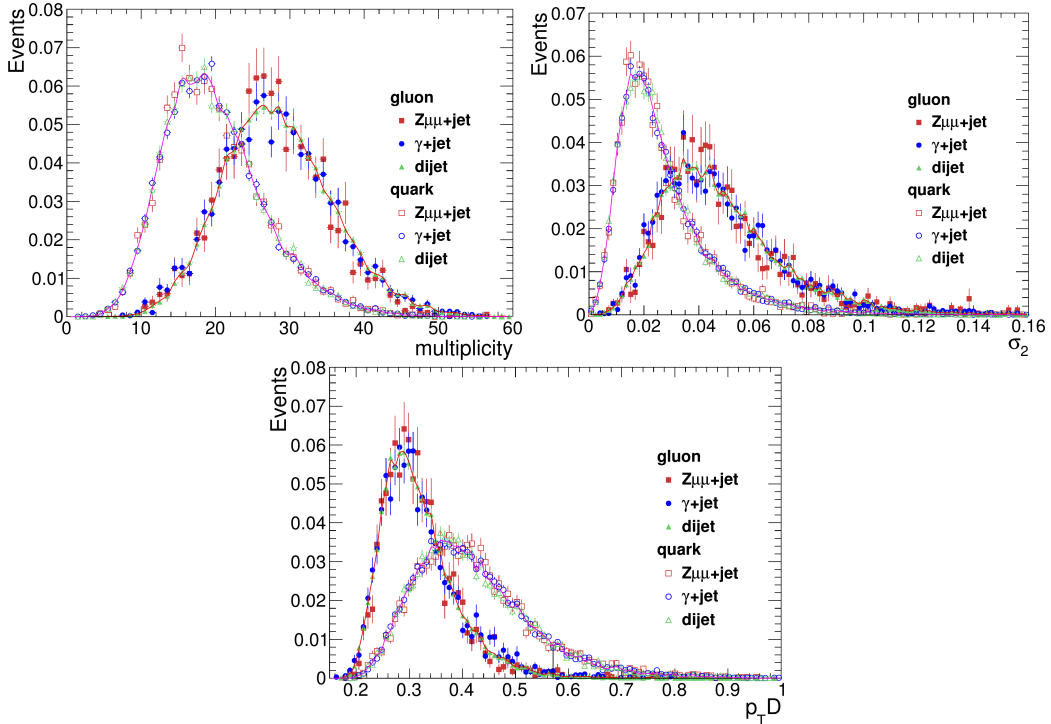 Events
0.08
0.07
0.06
0.05
0.04
0.03
0.02
0.01
0
gluon
Zμμ+jet
γ+jet
dijet
quark
Zμμ+jet
γ+jet
dijet
0 10 20 30 40 50 60
multiplicity
Events
0.07
0.06
0.05
0.04
0.03
0.02
0.01
0
gluon
Zμμ+jet
γ+jet
dijet
quark
Zμμ+jet
γ+jet
dijet
0 0.02 0.04 0.06 0.08 0.1 0.12 0.14 0.16
σ₂
Events
0.08
0.07
0.06
0.05
0.04
0.03
0.02
0.01
0
gluon
Zμμ+jet
γ+jet
dijet
quark
Zμμ+jet
γ+jet
dijet
0.2 0.3 0.4 0.5 0.6 0.7 0.8 0.9 1
p_T D